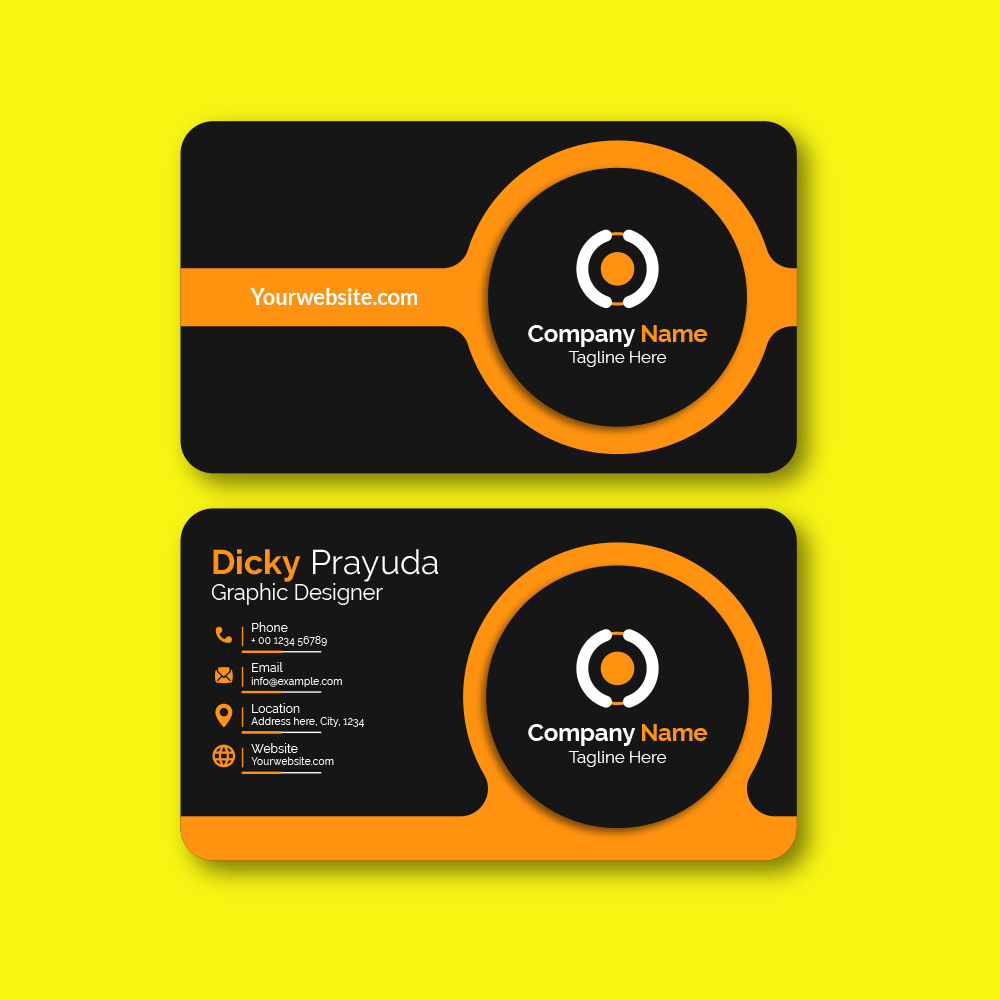 Yourwebsite.com
Company Name
Tagline Here
Dicky Prayuda
Graphic Designer
Phone
+ 00 1234 56789
Email
info@example.com
Location
Address here, City, 1234
Website
Yourwebsite.com
Company Name
Tagline Here